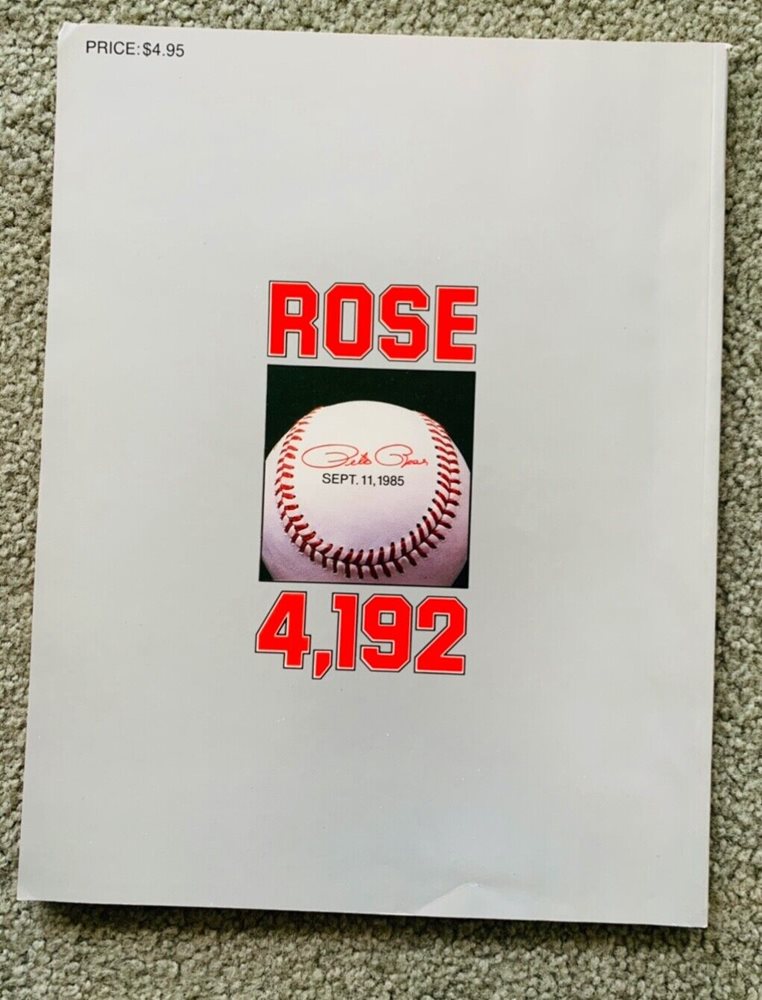 PRICE: $4.95
ROSE
Pete Rose
SEPT. 11, 1985
4,192